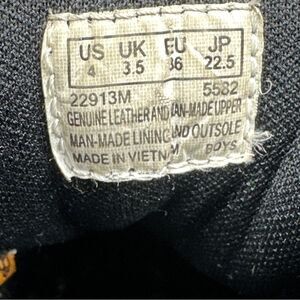 US UK EU JP
4 3.5 36 22.5
22913M 5582
GENUINE LEATHER AND MAN-MADE UPPER
MAN-MADE LINING AND OUTSOLE
MADE IN VIETNAM BOYS